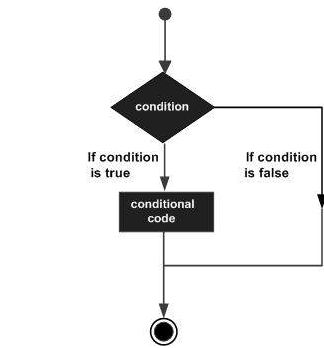 condition
If condition
is true
If condition
is false
conditional
code